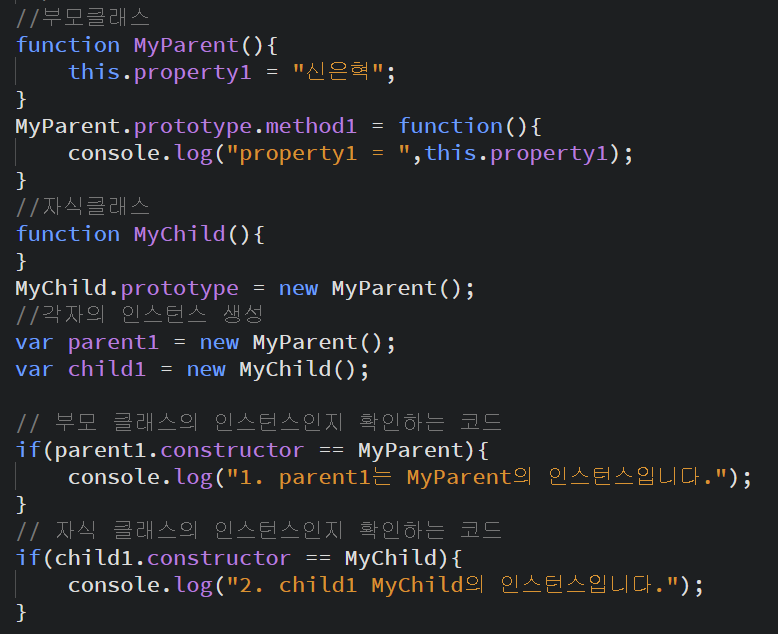 //부모클래스
function MyParent(){
    this.property1 = "신은혁";
}
MyParent.prototype.method1 = function(){
    console.log("property1 = ",this.property1);
}
//자식클래스
function MyChild(){
}
MyChild.prototype = new MyParent();
//각자의 인스턴스 생성
var parent1 = new MyParent();
var child1 = new MyChild();

// 부모 클래스의 인스턴스인지 확인하는 코드
if(parent1.constructor == MyParent){
    console.log("1. parent1는 MyParent의 인스턴스입니다.");
}
// 자식 클래스의 인스턴스인지 확인하는 코드
if(child1.constructor == MyChild){
    console.log("2. child1 MyChild의 인스턴스입니다.");
}